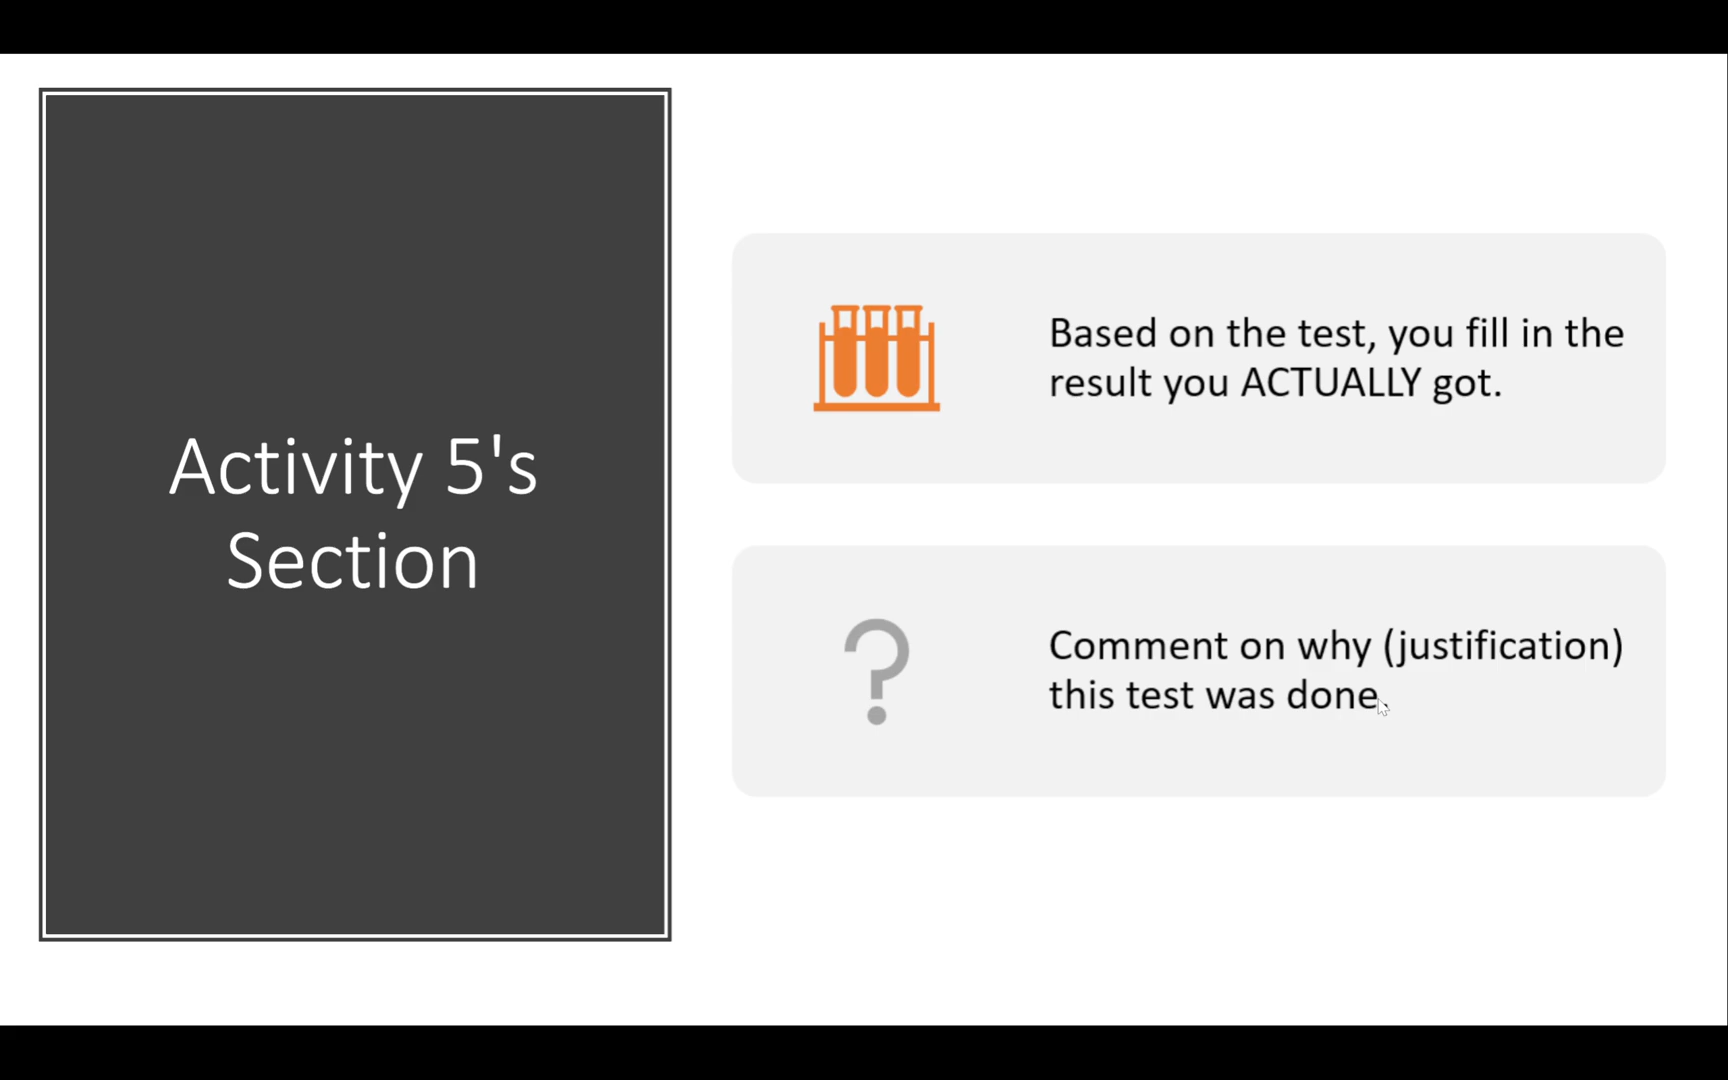 Activity 5's
Section
Based on the test, you fill in the
result you ACTUALLY got.
Comment on why (justification)
this test was done.